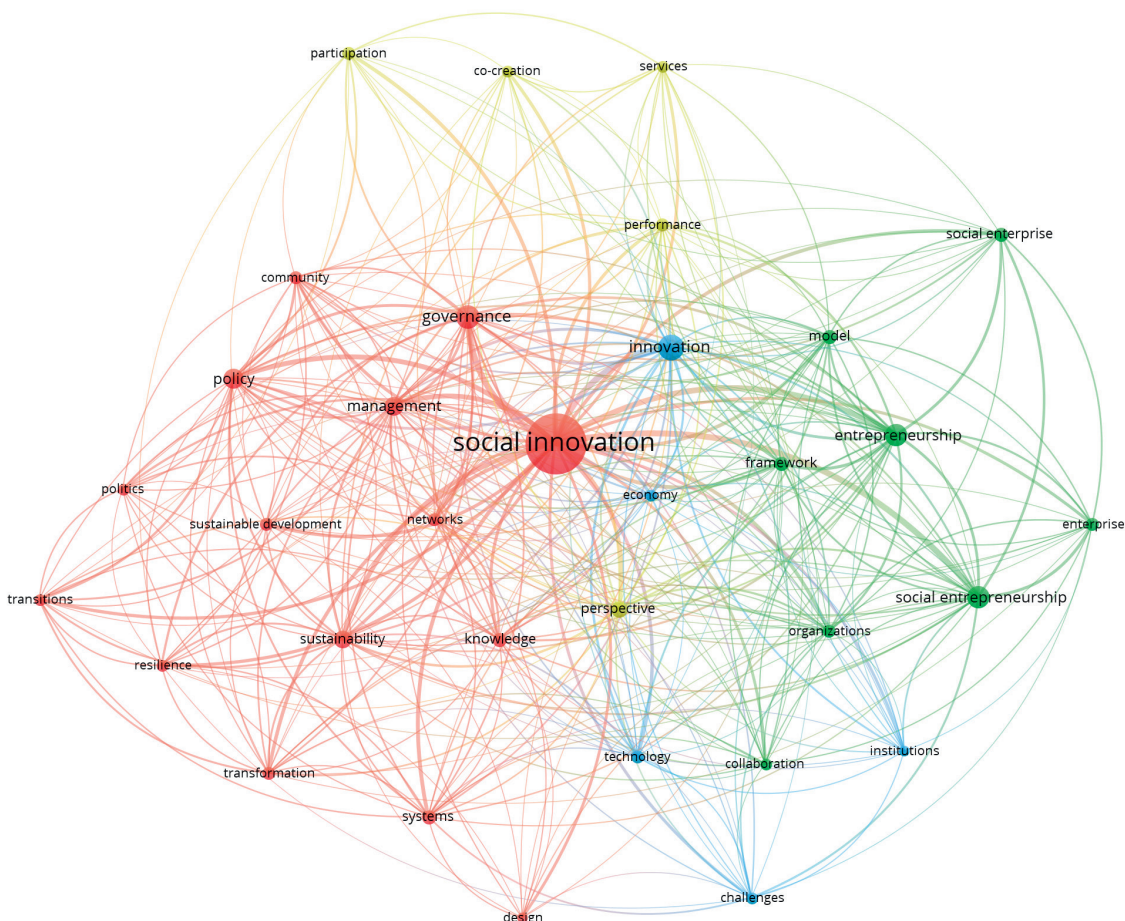 participation
co-creation
services
performance
social enterprise
community
governance
innovation
model
policy
management
social innovation
entrepreneurship
framework
politics
economy
sustainable development
networks
enterprise
transitions
social entrepreneurship
perspective
organizations
sustainability
knowledge
resilience
institutions
technology
collaboration
transformation
systems
challenges
design